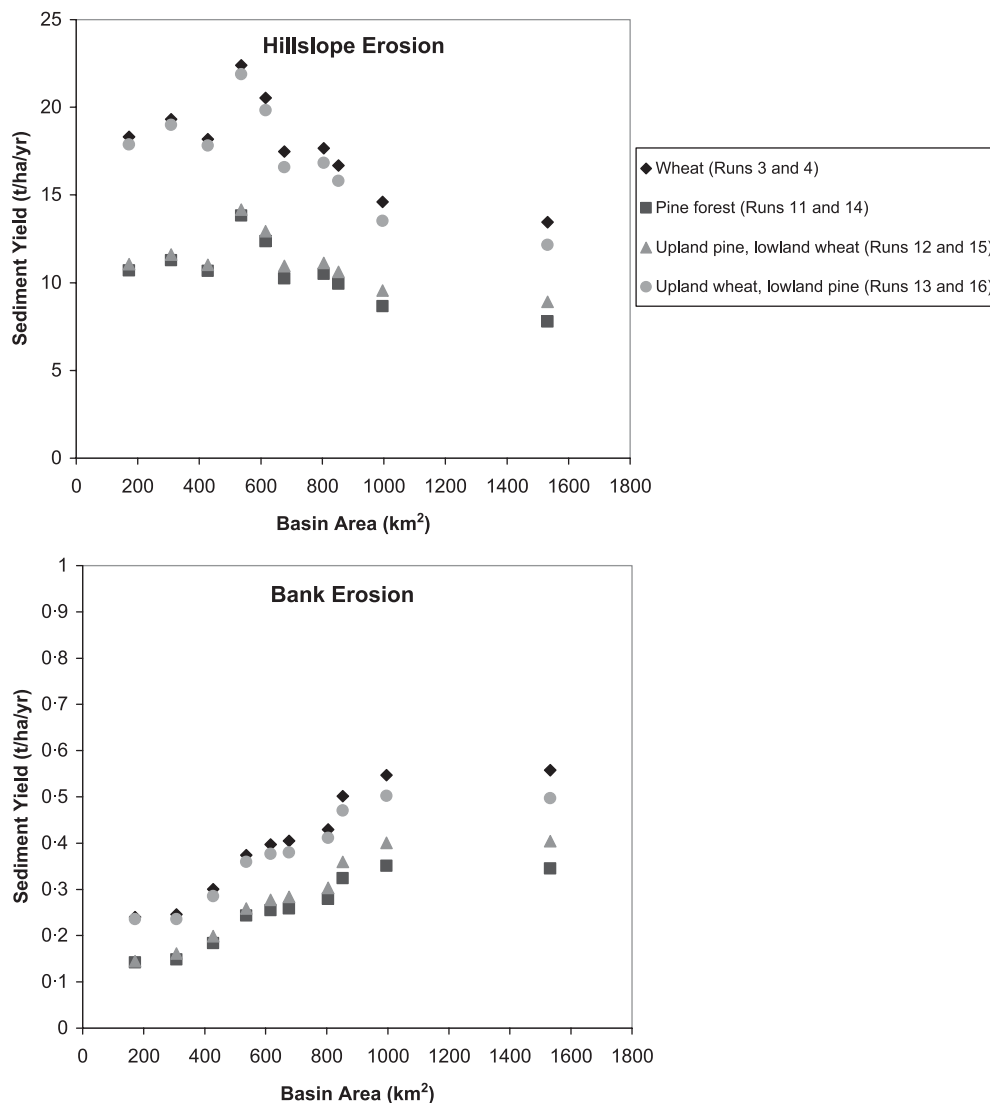 Hillslope Erosion
25
20
15
10
5
0
Sediment Yield (t/ha/yr)
0 200 400 600 800 1000 1200 1400 1600 1800
Basin Area (km²)
Wheat (Runs 3 and 4)
Pine forest (Runs 11 and 14)
Upland pine, lowland wheat (Runs 12 and 15)
Upland wheat, lowland pine (Runs 13 and 16)
Bank Erosion
1
0·9
0·8
0·7
0·6
0·5
0·4
0·3
0·2
0·1
0
Sediment Yield (t/ha/yr)
0 200 400 600 800 1000 1200 1400 1600 1800
Basin Area (km²)